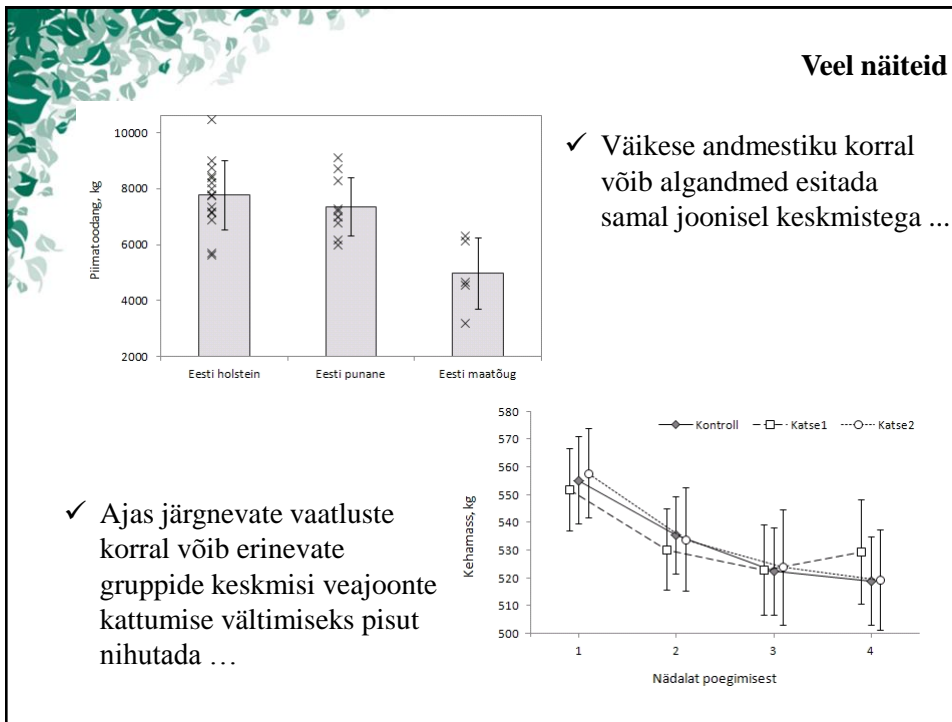 Veel näiteid
Piimatoodang, kg
10000
8000
6000
4000
2000
Eesti holstein
Eesti punane
Eesti maatõug
✓ Väikese andmestiku korral
võib algandmed esitada
samal joonisel keskmistega ...
✓ Ajas järgnevate vaatluste
korral võib erinevate
gruppide keskmisi veajoonte
kattumise vältimiseks pisut
nihutada …
Kehamass, kg
580
570
560
550
540
530
520
510
500
Kontroll
Katse1
Katse2
1
2
3
4
Nädalat poegimisest